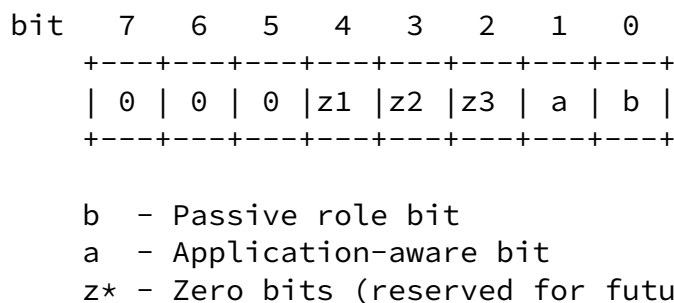 bit    7   6   5   4   3   2   1   0
     +---+---+---+---+---+---+---+---+
     | 0 | 0 | 0 |z1 |z2 |z3 | a | b |
     +---+---+---+---+---+---+---+---+
     b  - Passive role bit
     a  - Application-aware bit
     z* - Zero bits (reserved for futu